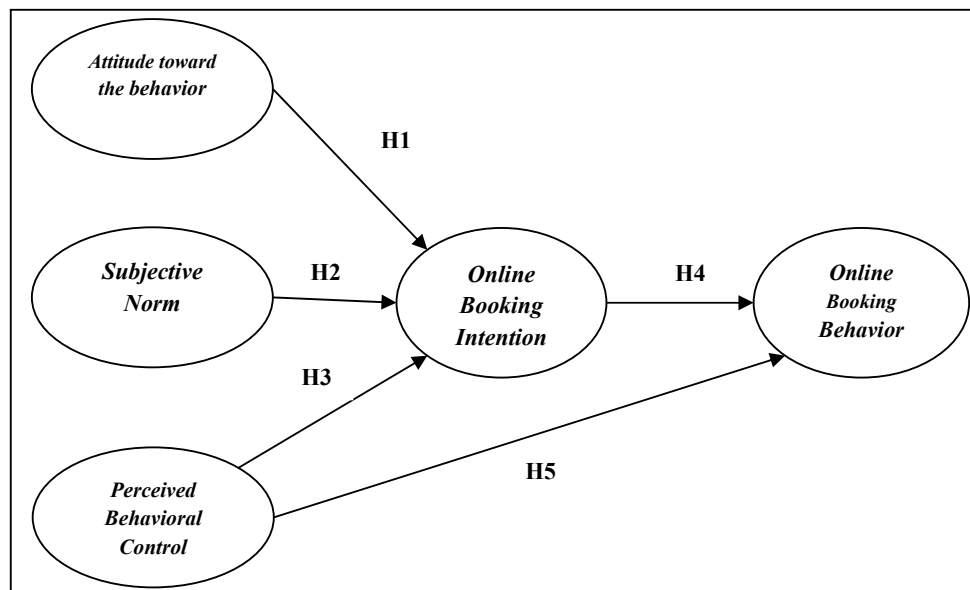 Attitude toward
the behavior
H1
Subjective
Norm
H2
Online
Booking
Intention
H4
Online
Booking
Behavior
H3
H5
Perceived
Behavioral
Control